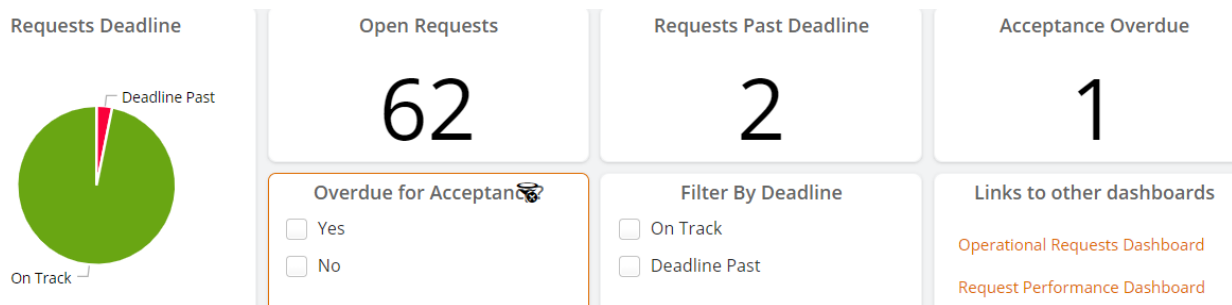 Requests Deadline
Deadline Past
On Track
Open Requests
62
Requests Past Deadline
2
Acceptance Overdue
1
Overdue for Acceptance?
Yes
No
Filter By Deadline
On Track
Deadline Past
Links to other dashboards
Operational Requests Dashboard
Request Performance Dashboard